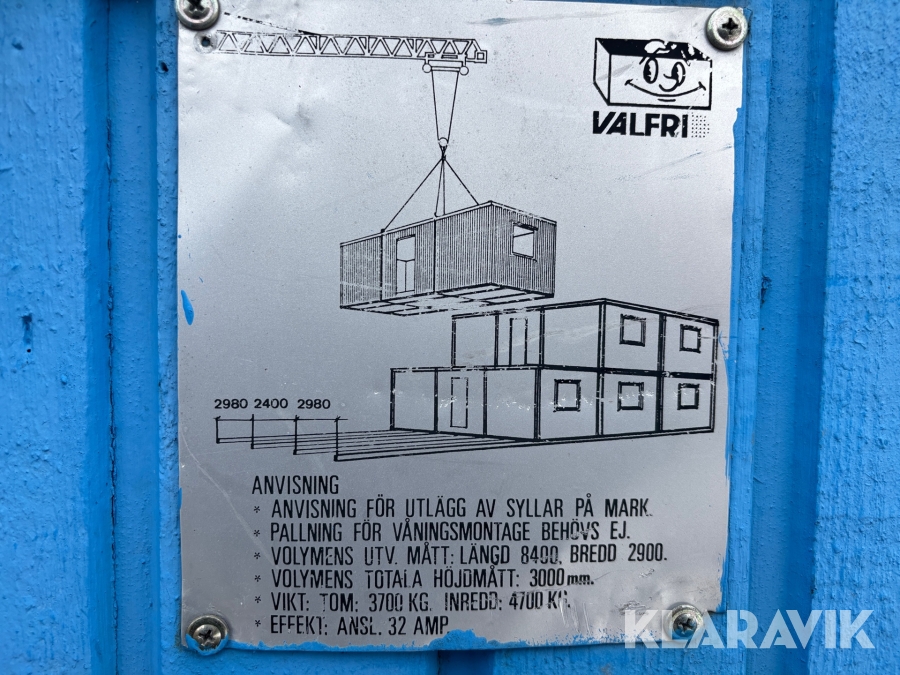 VALFRI
2980 2400 2980
ANVISNING
* ANVISNING FÖR UTLÄGG AV SYLLAR PÅ MARK.
* PALLNING FÖR VÅNINGSMONTAGE BEHÖVS EJ.
* VOLYMENS UTV. MÅTT: LÄNGD 8400, BREDD 2900.
* VOLYMENS TOTALA HÖJDMÅTT: 3000 mm.
* VIKT: TOM: 3700 KG. INREDD: 4700 KG.
* EFFEKT: ANSL. 32 AMP
KLARAVIK